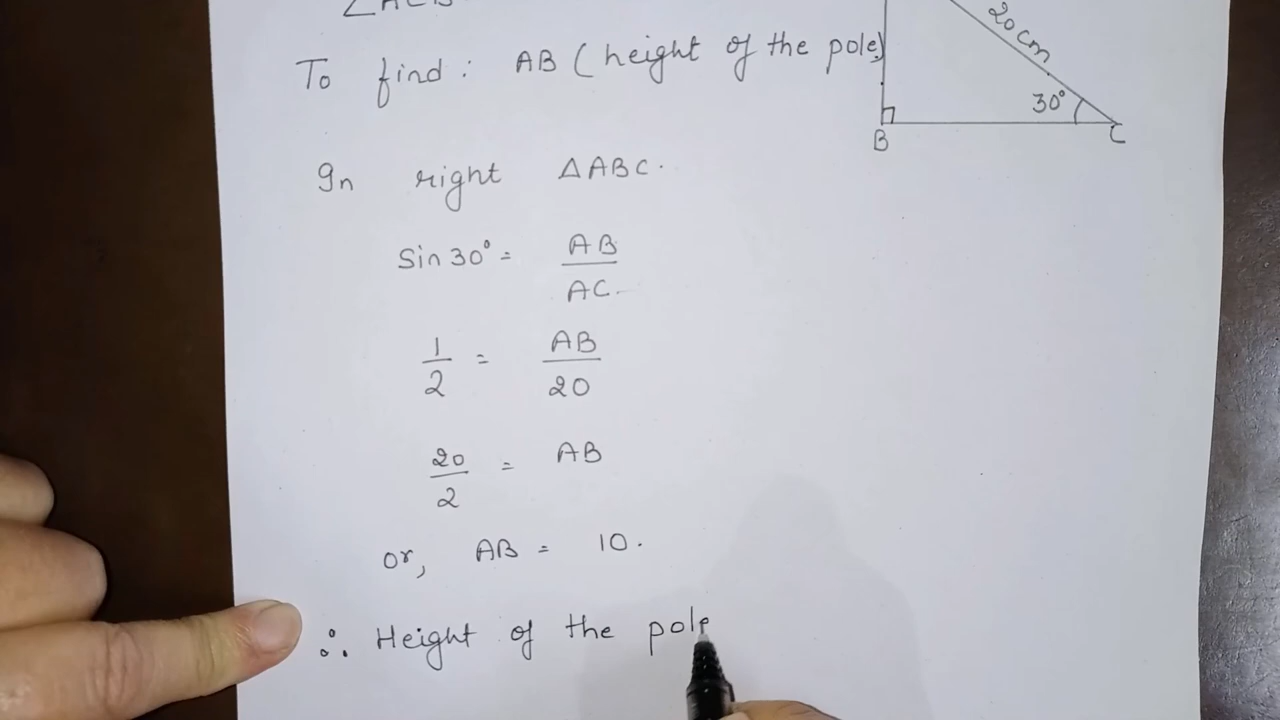 To find: AB (height of the pole)
20 cm
30°
B
C
In right ΔABC.
Sin 30° = AB/AC.
1/2 = AB/20
20/2 = AB
or, AB = 10.
∴ Height of the pole